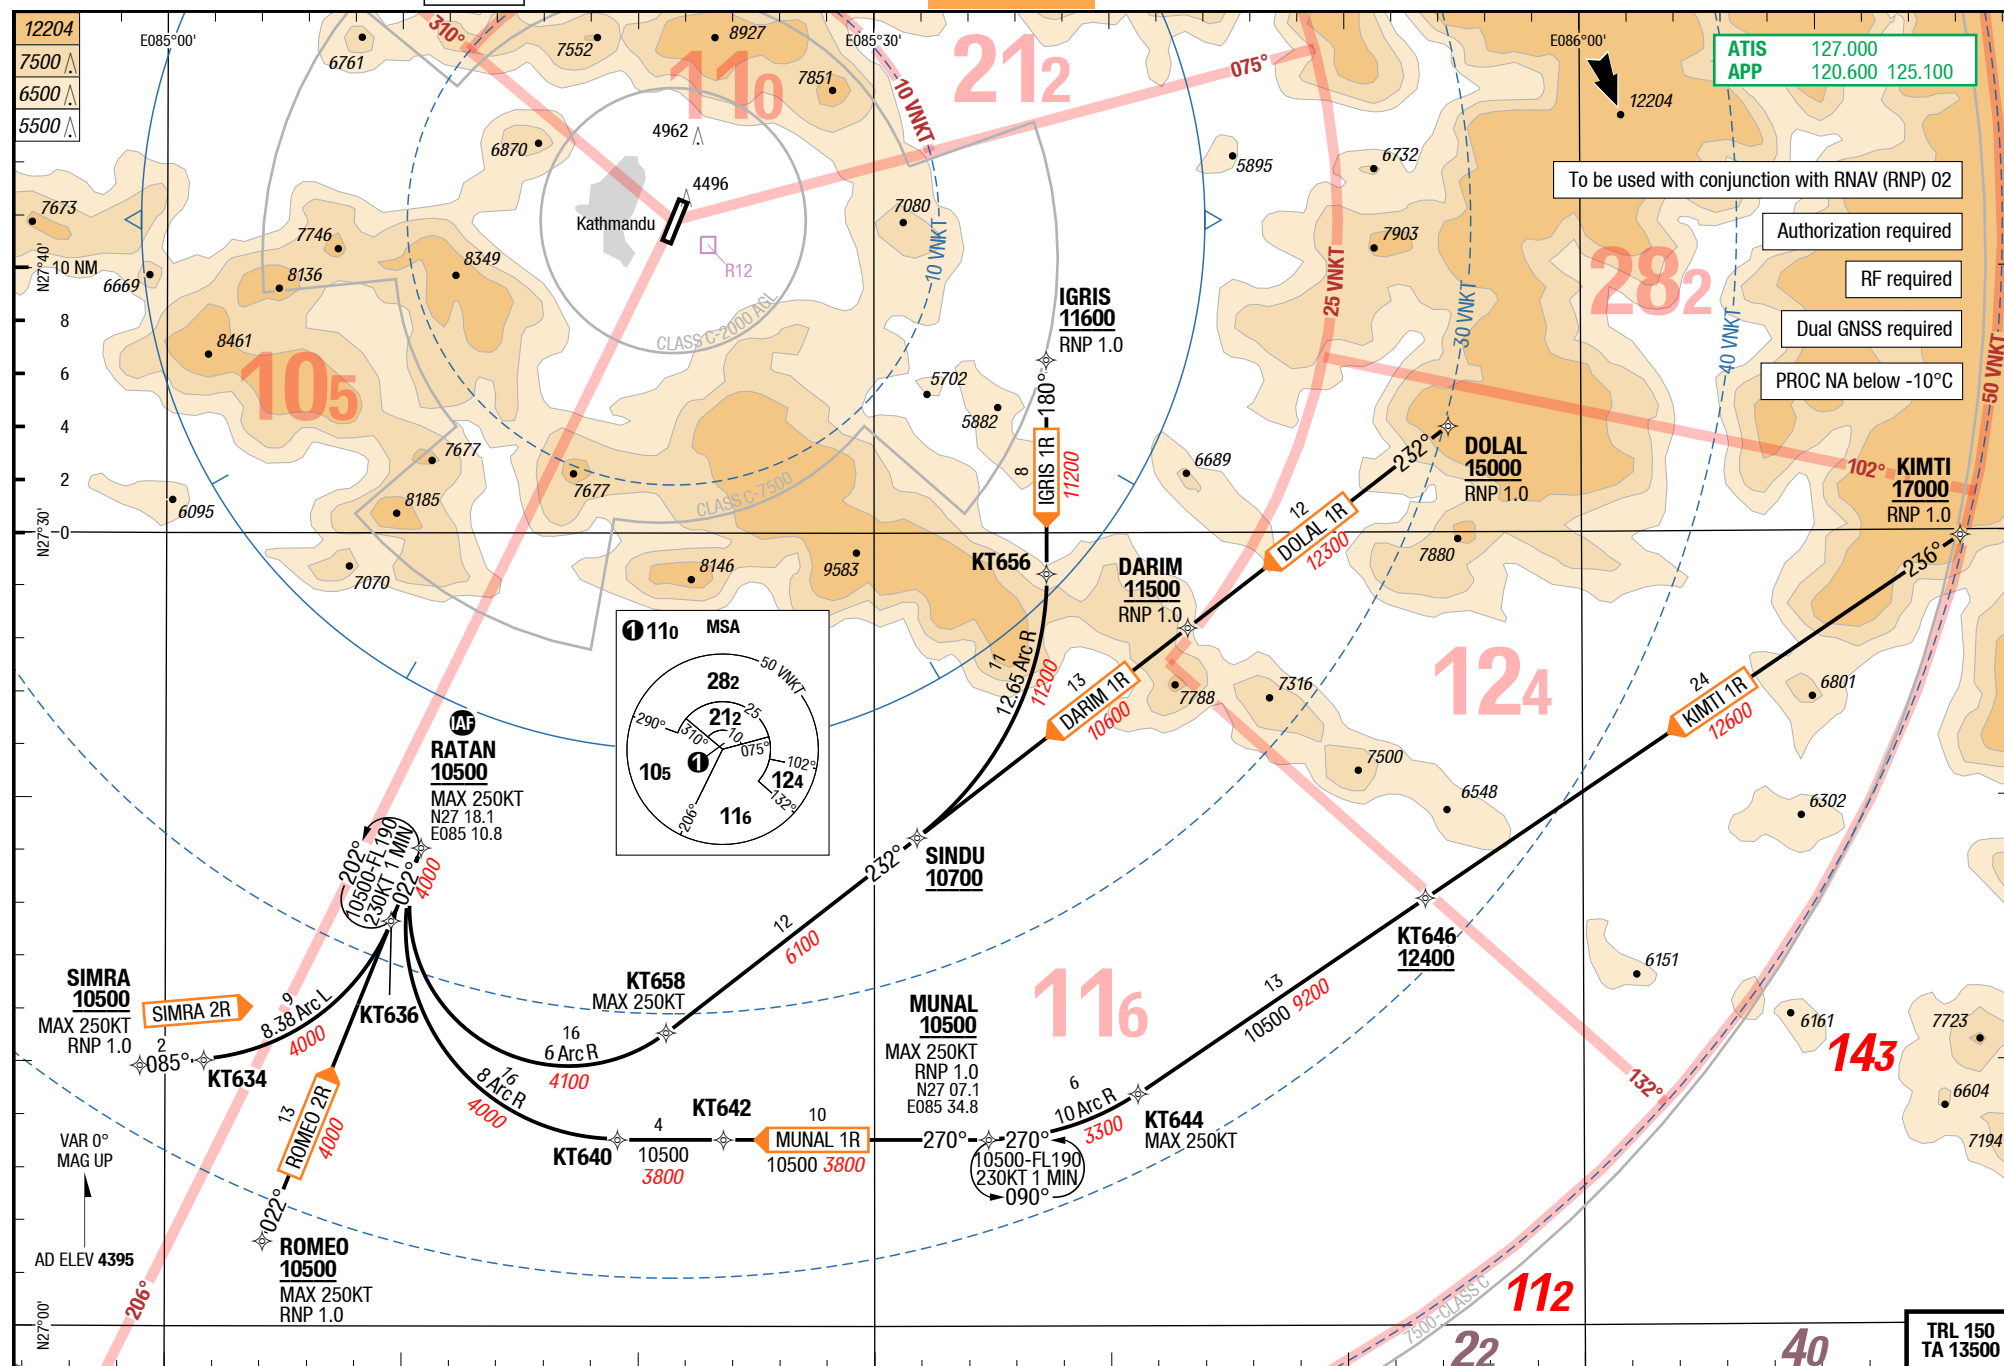 12204
7500
6500
5500
E085°00'
E085°30'
E086°00'
310°
6761
7552
8927
7851
110
212
10 VNKT
075°
ATIS 127.000
APP 120.600 125.100
12204
4962
6870
5895
6732
To be used with conjunction with RNAV (RNP) 02
4496
Kathmandu
R12
7673
7746
8136
8349
7080
7903
Authorization required
N27°40'
10 NM
6669
10 VNKT
25 VNKT
30 VNKT
40 VNKT
50 VNKT
282
RF required
CLASS C-2000 AGL
IGRIS
11600
RNP 1.0
Dual GNSS required
8
8461
6
105
5702
5882
180°
PROC NA below -10°C
4
232°
DOLAL
15000
RNP 1.0
102°
KIMTI
17000
RNP 1.0
7677
7677
8
IGRIS 1R
11200
6689
2
6095
8185
CLASS C-7500
12
DOLAL 1R
12300
7880
N27°30'
0
7070
8146
9583
KT656
DARIM
11500
RNP 1.0
236°
1 110
MSA
50 VNKT
282
212
25
10
290°
310°
075°
102°
105
1
124
132°
206°
116
11
12.65 Arc R
11200
13
DARIM 1R
10600
7788
7316
124
24
KIMTI 1R
12600
6801
IAF
RATAN
10500
MAX 250KT
N27 18.1
E085 10.8
7500
6548
6302
202°
10500-FL190
230KT 1 MIN
022°
4000
232°
SINDU
10700
12
6100
KT646
12400
6151
SIMRA
10500
MAX 250KT
RNP 1.0
SIMRA 2R
2
085°
KT634
9
8.38 Arc L
4000
KT636
KT658
MAX 250KT
16
6 Arc R
4100
MUNAL
10500
MAX 250KT
RNP 1.0
N27 07.1
E085 34.8
116
13
10500 9200
6161
7723
143
6604
7194
132°
16
8 Arc R
4000
6
10 Arc R
3300
KT644
MAX 250KT
13
ROMEO 2R
4000
KT640
4
10500
3800
KT642
10
MUNAL 1R
10500 3800
270°
270°
10500-FL190
230KT 1 MIN
090°
VAR 0°
MAG UP
AD ELEV 4395
022°
ROMEO
10500
MAX 250KT
RNP 1.0
206°
N27°00'
7500-CLASS C
112
22
40
TRL 150
TA 13500